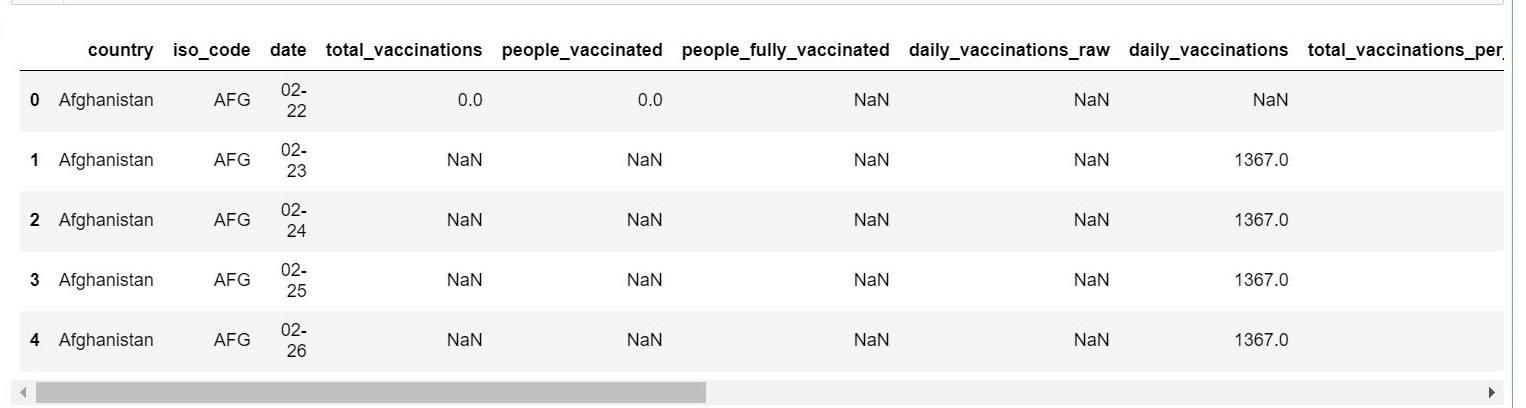 country iso_code date total_vaccinations people_vaccinated people_fully_vaccinated daily_vaccinations_raw daily_vaccinations total_vaccinations_per_
0 Afghanistan AFG 02-22 0.0 0.0 NaN NaN NaN
1 Afghanistan AFG 02-23 NaN NaN NaN NaN 1367.0
2 Afghanistan AFG 02-24 NaN NaN NaN NaN 1367.0
3 Afghanistan AFG 02-25 NaN NaN NaN NaN 1367.0
4 Afghanistan AFG 02-26 NaN NaN NaN NaN 1367.0